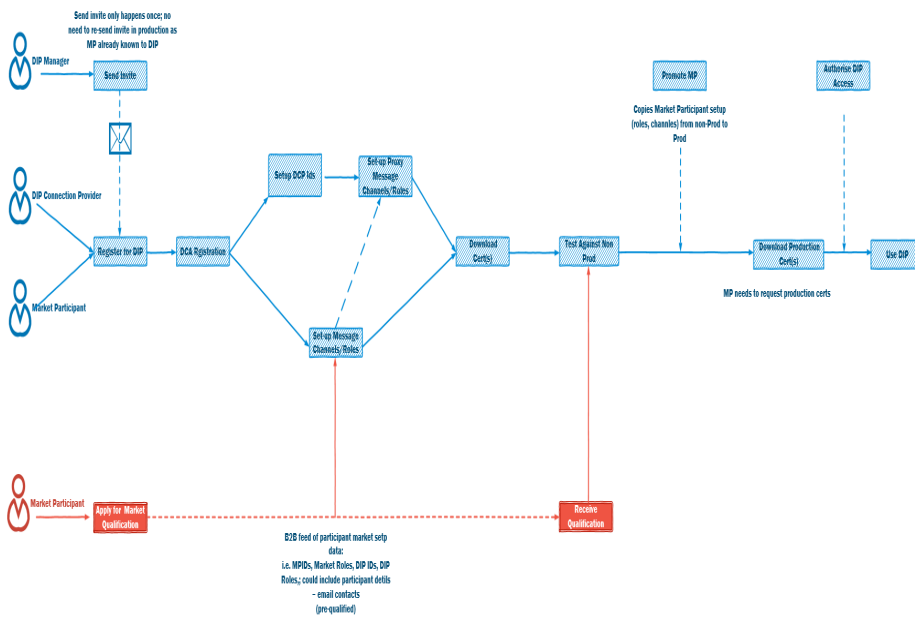 Send invite only happens once; no
need to re-send invite in production as
MP already known to DIP
DIP Manager
Send Invite
Promote MP
Authorise DIP
Access
Copies Market Participant setup
(roles, channles) from non-Prod to
Prod
DIP Connection Provider
Setup DCP Ids
Set-up Proxy
Message
Channels/Rules
Register for DIP
DCA Rgistration
Download
Cert(s)
Test Against Non
Prod
Download Production
Cert(s)
Use DIP
MP needs to request production certs
Market Participant
Set-up Message
Channels/Roles
Market Participant
Apply for Market
Qualification
Receive
Qualification
B2B feed of participant market setp
data:
i.e. MPIDs, Market Roles, DIP IDs, DIP
Roles,; could include participant detils
– email contacts
(pre-qualified)